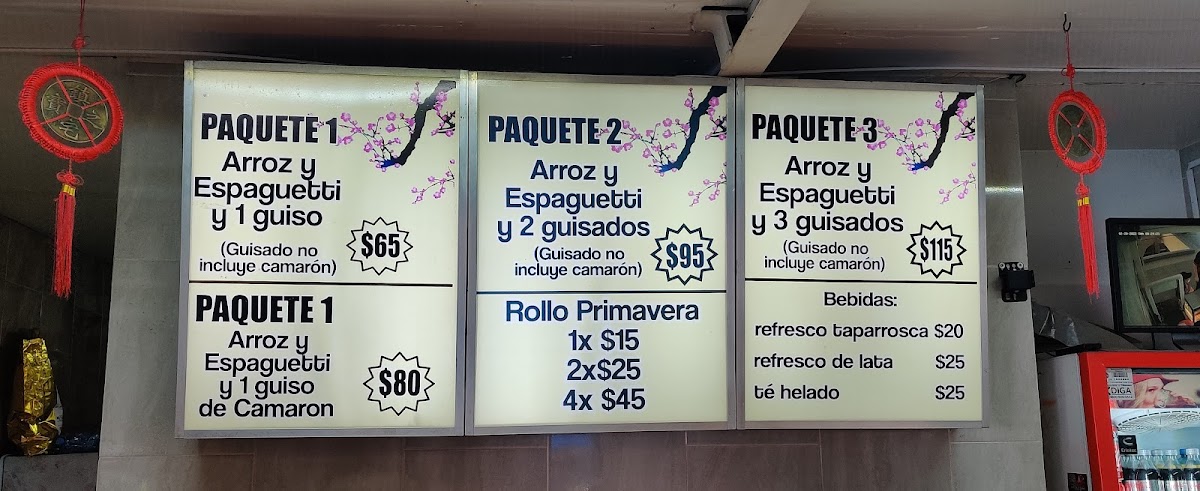 PAQUETE 1
Arroz y
Espaguetti
y 1 guiso
(Guisado no
incluye camarón)
$65
PAQUETE 1
Arroz y
Espaguetti
y 1 guiso
de Camaron
$80
PAQUETE 2
Arroz y
Espaguetti
y 2 guisados
(Guisado no
incluye camarón)
$95
Rollo Primavera
1x $15
2x$25
4x $45
PAQUETE 3
Arroz y
Espaguetti
y 3 guisados
(Guisado no
incluye camarón)
$115
Bebidas:
refresco taparrosca $20
refresco de lata $25
té helado $25